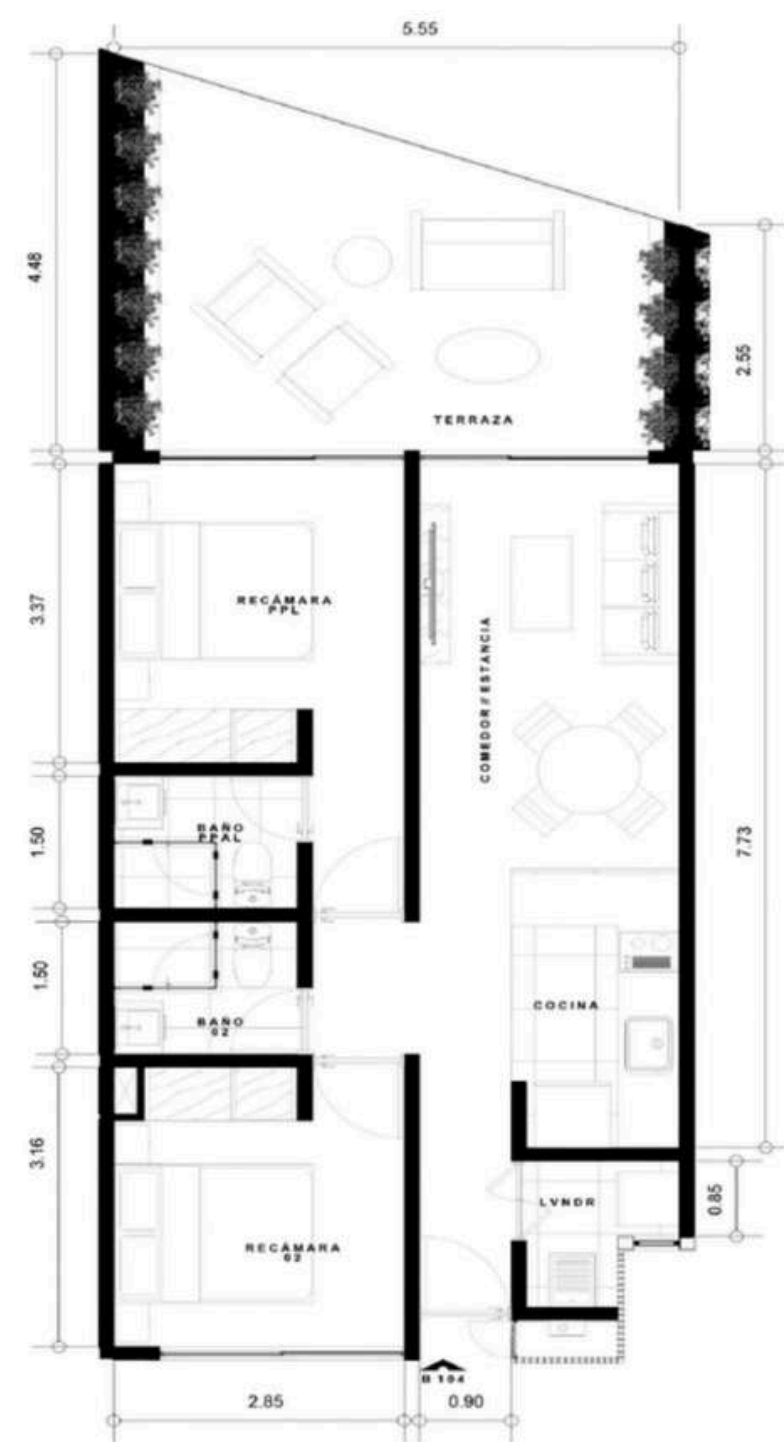 5.55
4.48
2.55
TERRAZA
3.37
RECÁMARA
PPL
COMEDOR//ESTANCIA
7.73
1.50
BAÑO
PPAL
1.50
BAÑO
02
COCINA
3.16
RECÁMARA
02
LVNDR
0.85
B 104
2.85
0.90